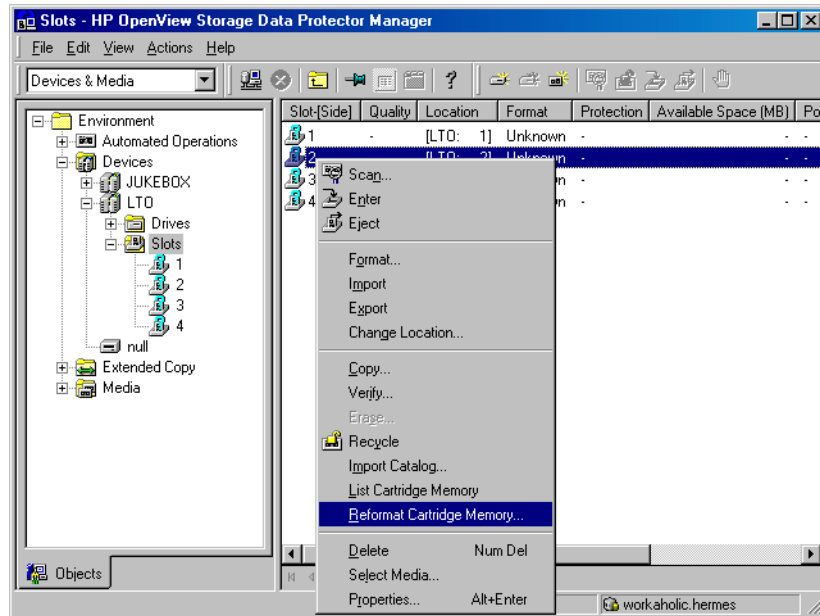 Slots - HP OpenView Storage Data Protector Manager
File Edit View Actions Help
Devices & Media
Environment
Automated Operations
Devices
JUKEBOX
LTO
Drives
Slots
1
2
3
4
null
Extended Copy
Media
Objects
Slot-[Side] Quality Location Format Protection Available Space (MB) Po
1 - [LTO: 1] Unknown - - -
2 [LTO: 2] Unknown - - -
3 n - - -
4 n - - -
Scan...
Enter
Eject
Format...
Import
Export
Change Location...
Copy...
Verify...
Erase...
Recycle
Import Catalog...
List Cartridge Memory
Reformat Cartridge Memory...
Delete Num Del
Select Media...
Properties... Alt+Enter
workaholic.hermes